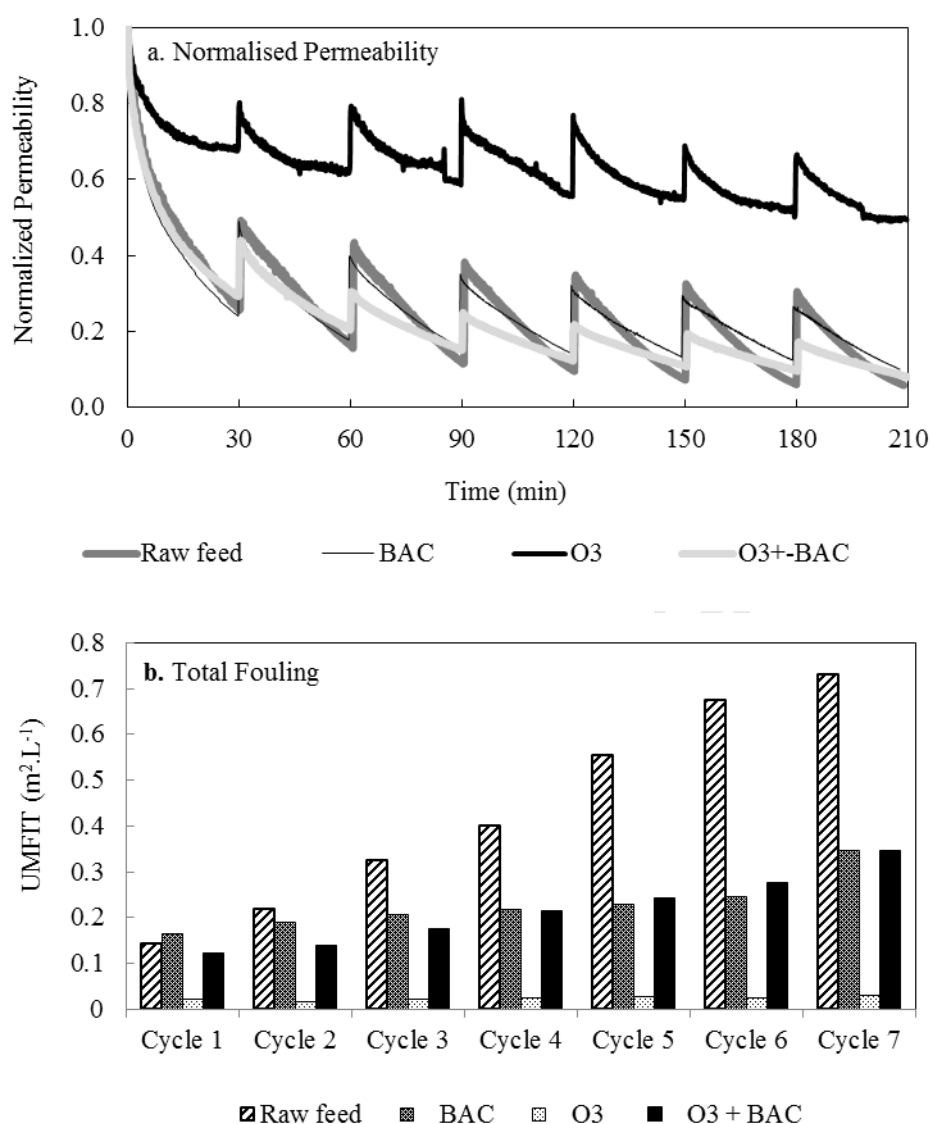 a. Normalised Permeability
Normalized Permeability
1.0
0.8
0.6
0.4
0.2
0.0
0 30 60 90 120 150 180 210
Time (min)
Raw feed BAC O3 O3+-BAC
b. Total Fouling
UMFIT (m².L⁻¹)
0.8
0.7
0.6
0.5
0.4
0.3
0.2
0.1
0
Cycle 1 Cycle 2 Cycle 3 Cycle 4 Cycle 5 Cycle 6 Cycle 7
Raw feed BAC O3 O3 + BAC